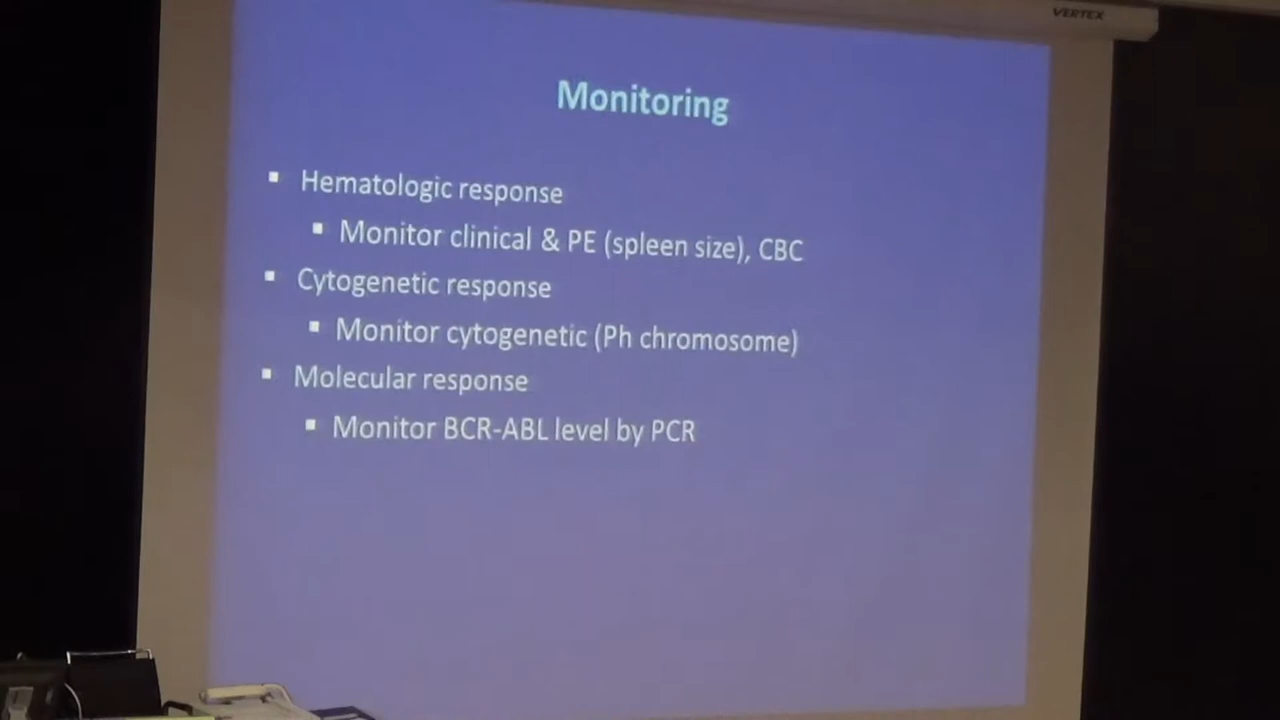 VERTEX
Monitoring
▪ Hematologic response
▪ Monitor clinical & PE (spleen size), CBC
▪ Cytogenetic response
▪ Monitor cytogenetic (Ph chromosome)
▪ Molecular response
▪ Monitor BCR-ABL level by PCR